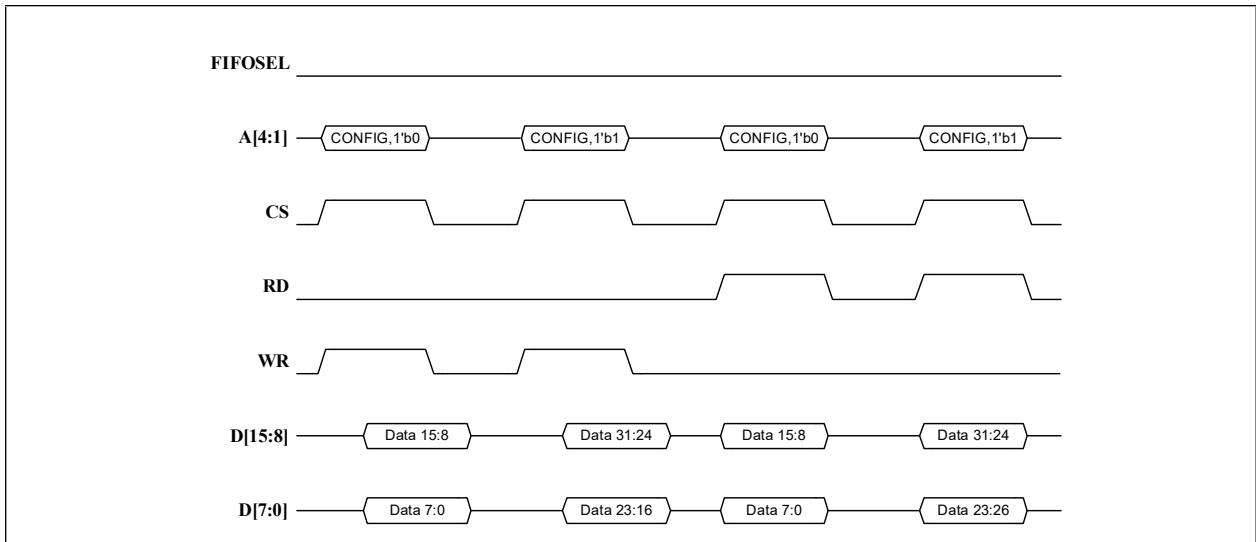 FIFOSEL
A[4:1] CONFIG,1'b0 CONFIG,1'b1 CONFIG,1'b0 CONFIG,1'b1
CS
RD
WR
D[15:8] Data 15:8 Data 31:24 Data 15:8 Data 31:24
D[7:0] Data 7:0 Data 23:16 Data 7:0 Data 23:26